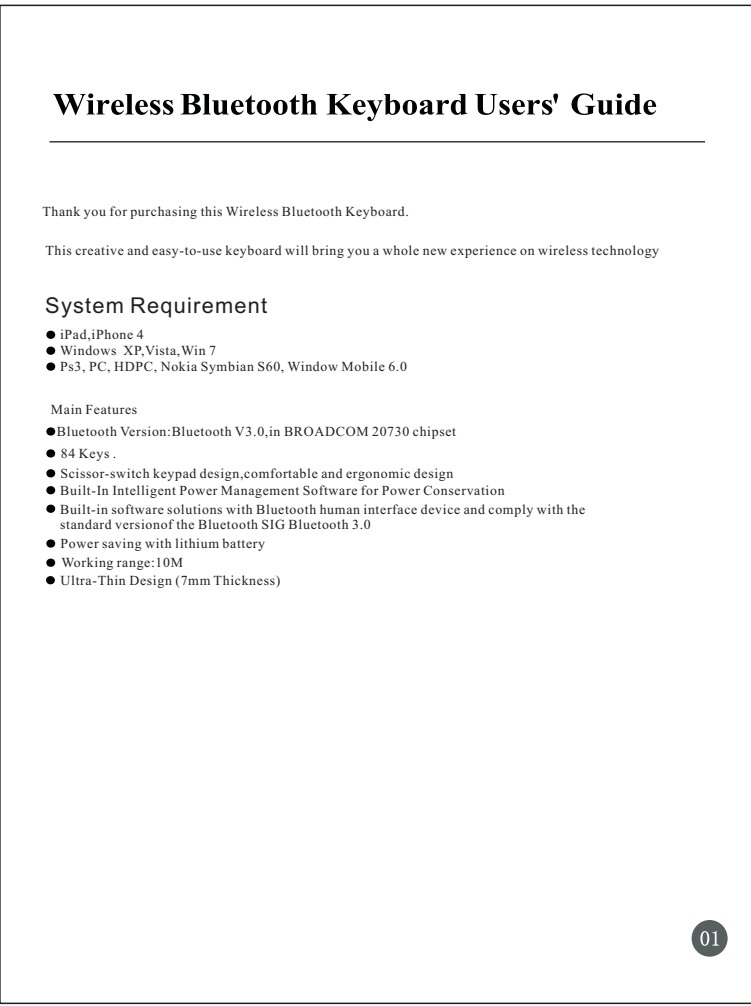 Wireless Bluetooth Keyboard Users' Guide
Thank you for purchasing this Wireless Bluetooth Keyboard.
This creative and easy-to-use keyboard will bring you a whole new experience on wireless technology
System Requirement
● iPad,iPhone 4
● Windows XP,Vista,Win 7
● Ps3, PC, HDPC, Nokia Symbian S60, Window Mobile 6.0
Main Features
●Bluetooth Version:Bluetooth V3.0,in BROADCOM 20730 chipset
● 84 Keys .
● Scissor-switch keypad design,comfortable and ergonomic design
● Built-In Intelligent Power Management Software for Power Conservation
● Built-in software solutions with Bluetooth human interface device and comply with the
standard versionof the Bluetooth SIG Bluetooth 3.0
● Power saving with lithium battery
● Working range:10M
● Ultra-Thin Design (7mm Thickness)
01